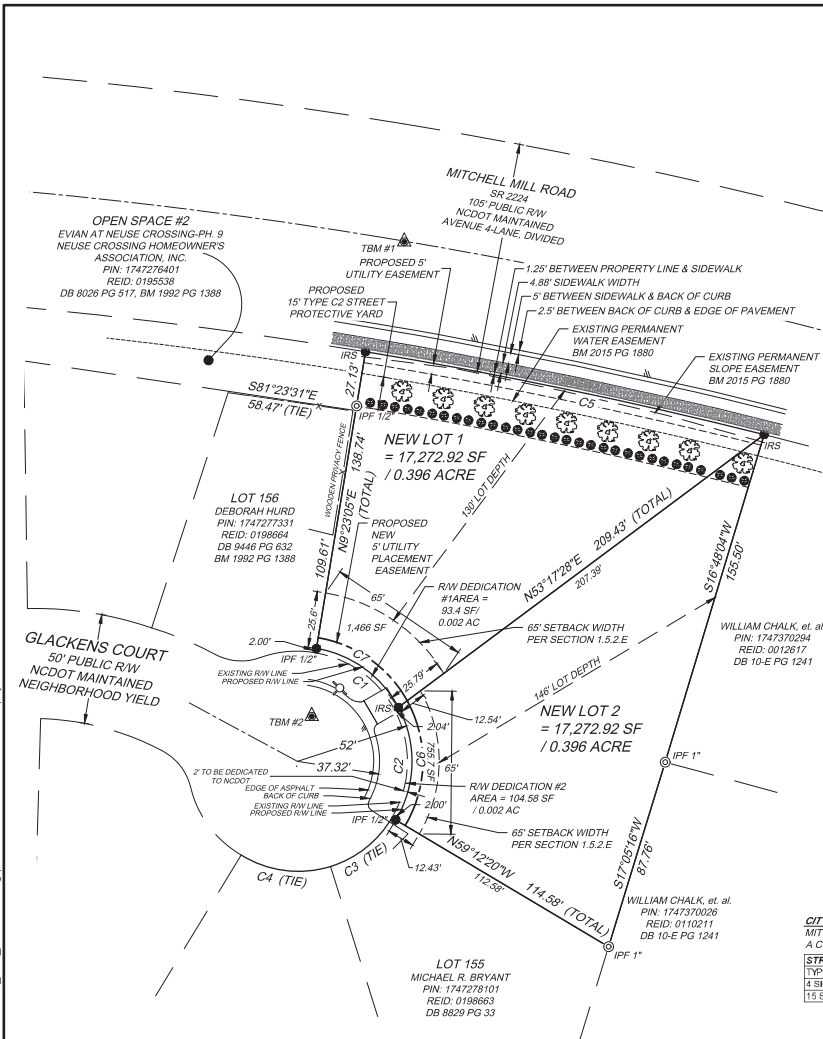 MITCHELL MILL ROAD
SR 2224
105' PUBLIC R/W
NCDOT MAINTAINED
AVENUE 4-LANE, DIVIDED
OPEN SPACE #2
EVIAN AT NEUSE CROSSING-PH. 9
NEUSE CROSSING HOMEOWNER'S
ASSOCIATION, INC.
PIN: 1747276401
REID: 0195538
DB 8026 PG 517, BM 1992 PG 1388
TBM #1
PROPOSED 5'
UTILITY EASEMENT
PROPOSED
15' TYPE C2 STREET
PROTECTIVE YARD
1.25' BETWEEN PROPERTY LINE & SIDEWALK
4.88' SIDEWALK WIDTH
5' BETWEEN SIDEWALK & BACK OF CURB
2.5' BETWEEN BACK OF CURB & EDGE OF PAVEMENT
EXISTING PERMANENT
WATER EASEMENT
BM 2015 PG 1880
EXISTING PERMANENT
SLOPE EASEMENT
BM 2015 PG 1880
IRS
27.13'
S81°23'31"E
58.47' (TIE)
IPF 1/2"
C5
IRS
NEW LOT 1
= 17,272.92 SF
/ 0.396 ACRE
WOODEN PRIVACY FENCE
109.61'
N9°23'05"E 138.74'
(TOTAL)
130' LOT DEPTH
LOT 156
DEBORAH HURD
PIN: 1747277331
REID: 0198664
DB 9446 PG 632
BM 1992 PG 1388
PROPOSED
NEW
5' UTILITY
PLACEMENT
EASEMENT
N53°17'28"E 209.43' (TOTAL)
207.39'
S16°48'04"W
155.50'
R/W DEDICATION
#1AREA =
93.4 SF/
0.002 AC
65'
25.6'
1,466 SF
65' SETBACK WIDTH
PER SECTION 1.5.2.E
WILLIAM CHALK, et. al
PIN: 1747370294
REID: 0012617
DB 10-E PG 1241
GLACKENS COURT
50' PUBLIC R/W
NCDOT MAINTAINED
NEIGHBORHOOD YIELD
2.00'
IPF 1/2"
C7
EXISTING R/W LINE
PROPOSED R/W LINE
C1
25.79'
146' LOT DEPTH
IRS
TBM #2
12.54'
2.04'
NEW LOT 2
= 17,272.92 SF
/ 0.396 ACRE
52'
37.32'
C2
C6
755.7 SF
65'
2' TO BE DEDICATED
TO NCDOT
EDGE OF ASPHALT
BACK OF CURB
EXISTING R/W LINE
PROPOSED R/W LINE
R/W DEDICATION #2
AREA = 104.58 SF
/ 0.002 AC
IPF 1"
2.00'
IPF 1/2"
65' SETBACK WIDTH
PER SECTION 1.5.2.E
C3 (TIE)
12.43'
C4 (TIE)
N59°12'20"W 114.58' (TOTAL)
112.58'
S17°05'16"W
87.76'
WILLIAM CHALK, et. al.
PIN: 1747370026
REID: 0110211
DB 10-E PG 1241
IPF 1"
LOT 155
MICHAEL R. BRYANT
PIN: 1747278101
REID: 0198663
DB 8829 PG 33
CIT
MIT
A C
STR
TYP
4 SH
15 S